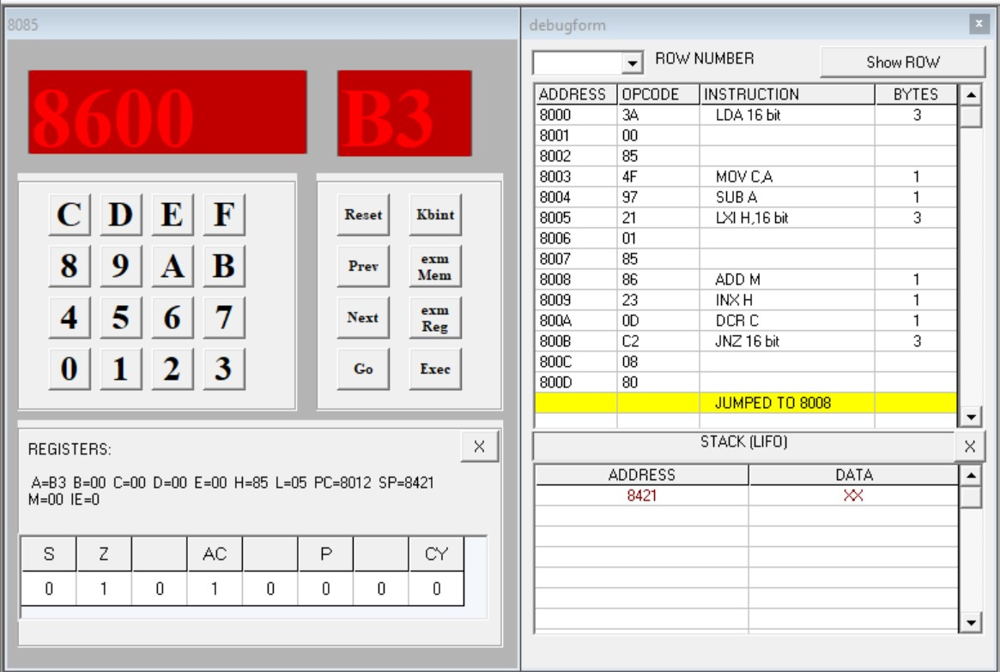 8085
8600 B3
C D E F
8 9 A B
4 5 6 7
0 1 2 3
Reset Kbint
Prev exm Mem
Next exm Reg
Go Exec
REGISTERS: X
A=B3 B=00 C=00 D=00 E=00 H=85 L=05 PC=8012 SP=8421
M=00 IE=0
S Z AC P CY
0 1 0 1 0 0 0 0
debugform x
ROW NUMBER Show ROW
ADDRESS OPCODE INSTRUCTION BYTES
8000 3A LDA 16 bit 3
8001 00
8002 85
8003 4F MOV C,A 1
8004 97 SUB A 1
8005 21 LXI H,16 bit 3
8006 01
8007 85
8008 86 ADD M 1
8009 23 INX H 1
800A 0D DCR C 1
800B C2 JNZ 16 bit 3
800C 08
800D 80
JUMPED TO 8008
STACK (LIFO) X
ADDRESS DATA
8421 XX